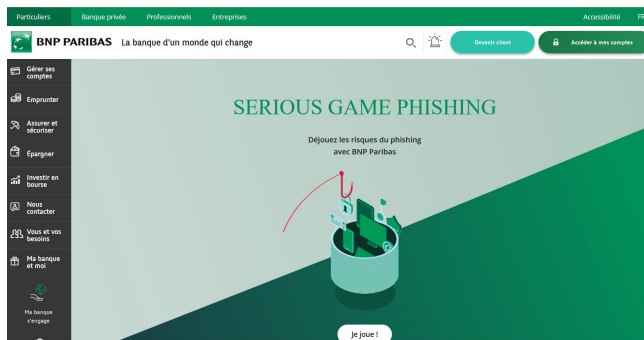 Particuliers
Banque privée
Professionnels
Entreprises
Accessibilité
FR
BNP PARIBAS
La banque d'un monde qui change
Devenir client
Accéder à mes comptes
Gérer ses
comptes
Emprunter
Assurer et
sécuriser
Épargner
Investir en
bourse
Nous
contacter
Vous et vos
besoins
Ma banque
et moi
Ma banque
s'engage
SERIOUS GAME PHISHING
Déjouez les risques du phishing
avec BNP Paribas
Je joue !